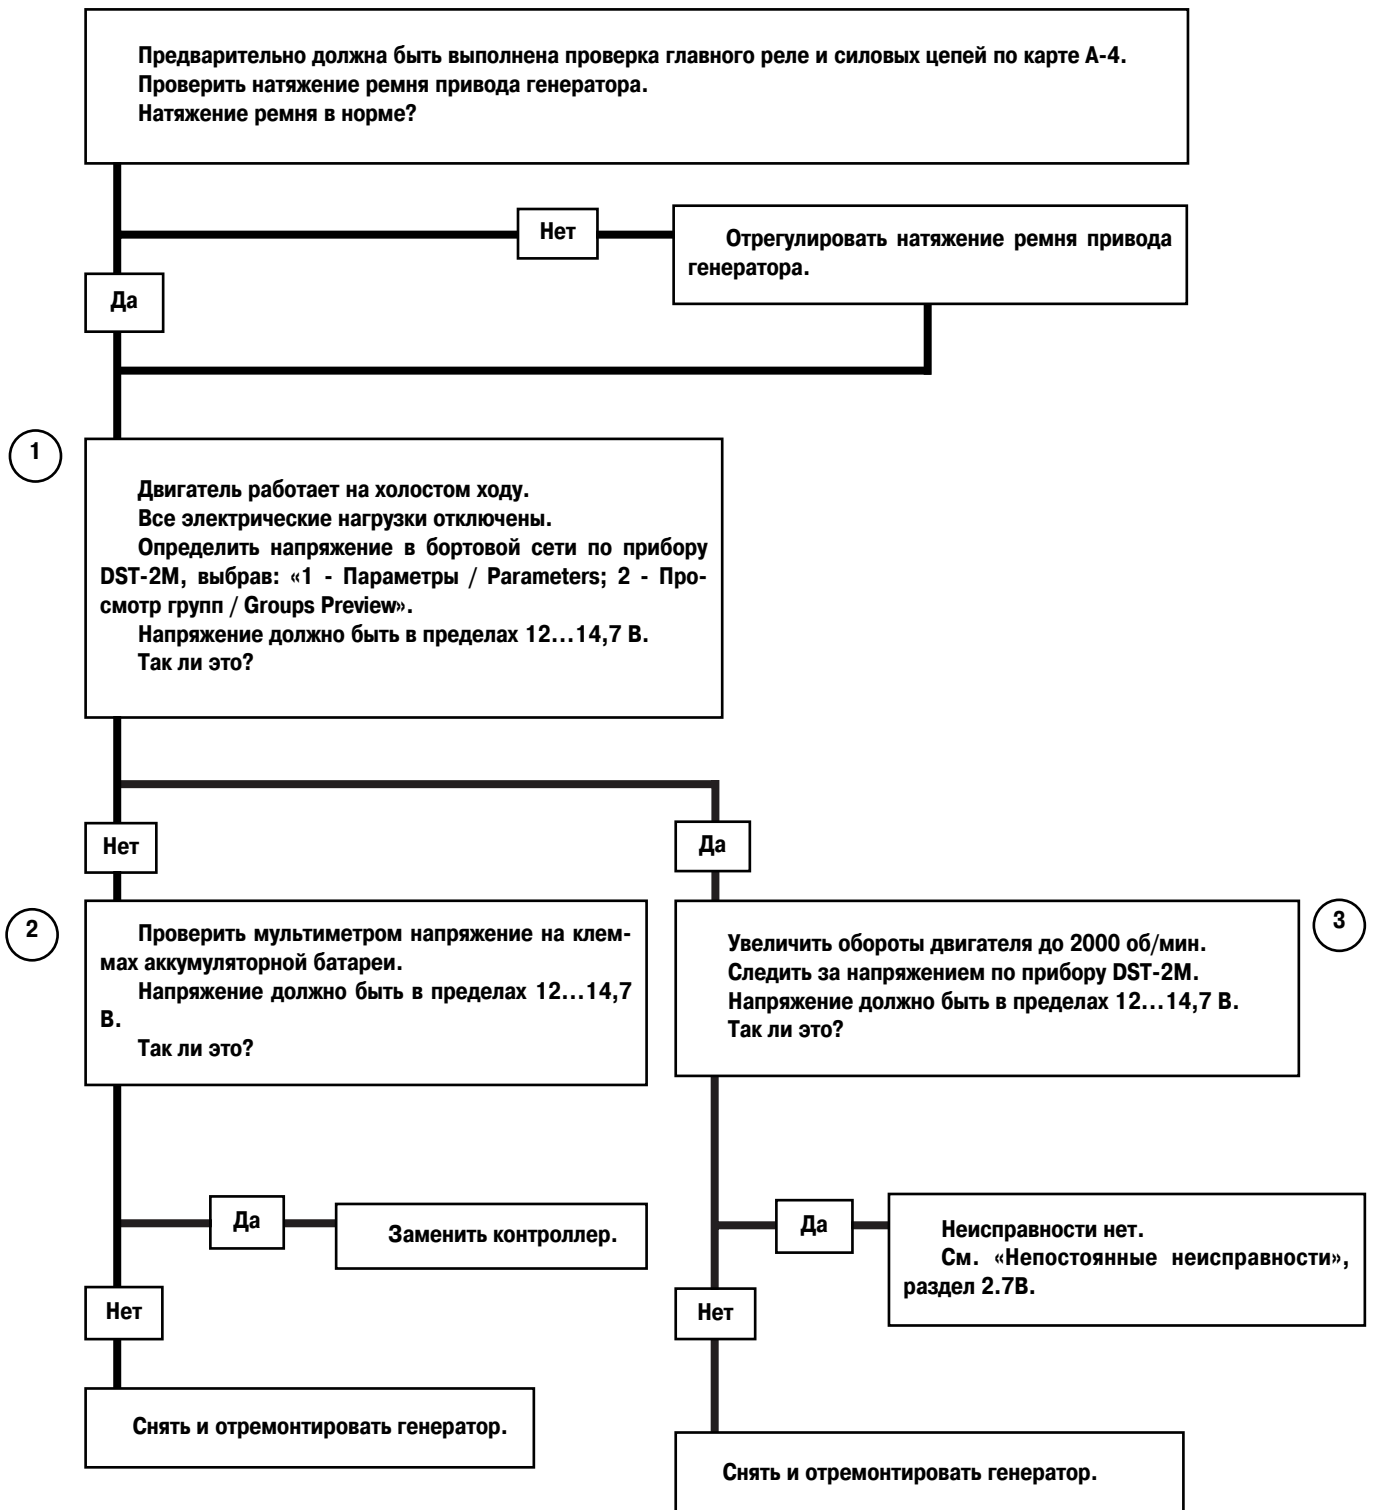 Предварительно должна быть выполнена проверка главного реле и силовых цепей по карте А-4.
Проверить натяжение ремня привода генератора.
Натяжение ремня в норме?
Нет
Отрегулировать натяжение ремня привода
генератора.
Да
1
Двигатель работает на холостом ходу.
Все электрические нагрузки отключены.
Определить напряжение в бортовой сети по прибору
DST-2M, выбрав: «1 - Параметры / Parameters; 2 - Про-
смотр групп / Groups Preview».
Напряжение должно быть в пределах 12...14,7 В.
Так ли это?
Нет
Да
2
Проверить мультиметром напряжение на клем-
мах аккумуляторной батареи.
Напряжение должно быть в пределах 12...14,7
В.
Так ли это?
3
Увеличить обороты двигателя до 2000 об/мин.
Следить за напряжением по прибору DST-2M.
Напряжение должно быть в пределах 12...14,7 В.
Так ли это?
Да
Заменить контроллер.
Да
Неисправности нет.
См. «Непостоянные неисправности»,
раздел 2.7В.
Нет
Нет
Снять и отремонтировать генератор.
Снять и отремонтировать генератор.